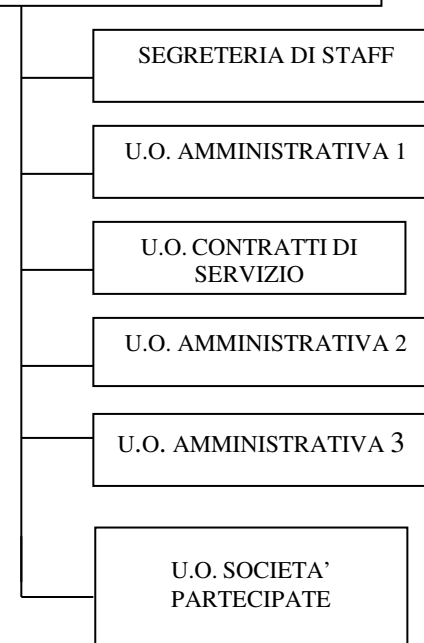 SEGRETERIA DI STAFF
U.O. AMMINISTRATIVA 1
U.O. CONTRATTI DI
SERVIZIO
U.O. AMMINISTRATIVA 2
U.O. AMMINISTRATIVA 3
U.O. SOCIETA’
PARTECIPATE